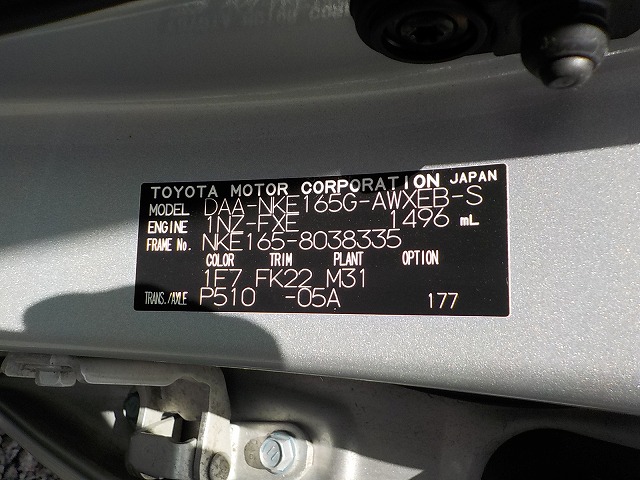 TOYOTA MOTOR CORPORATION JAPAN
MODEL DAA-NKE165G-AWXEB-S
ENGINE 1NZ-FXE 1496 mL
FRAME No. NKE165-8038335
COLOR TRIM PLANT OPTION
1F7 FK22 M31
TRANS./AXLE P510 -05A 177